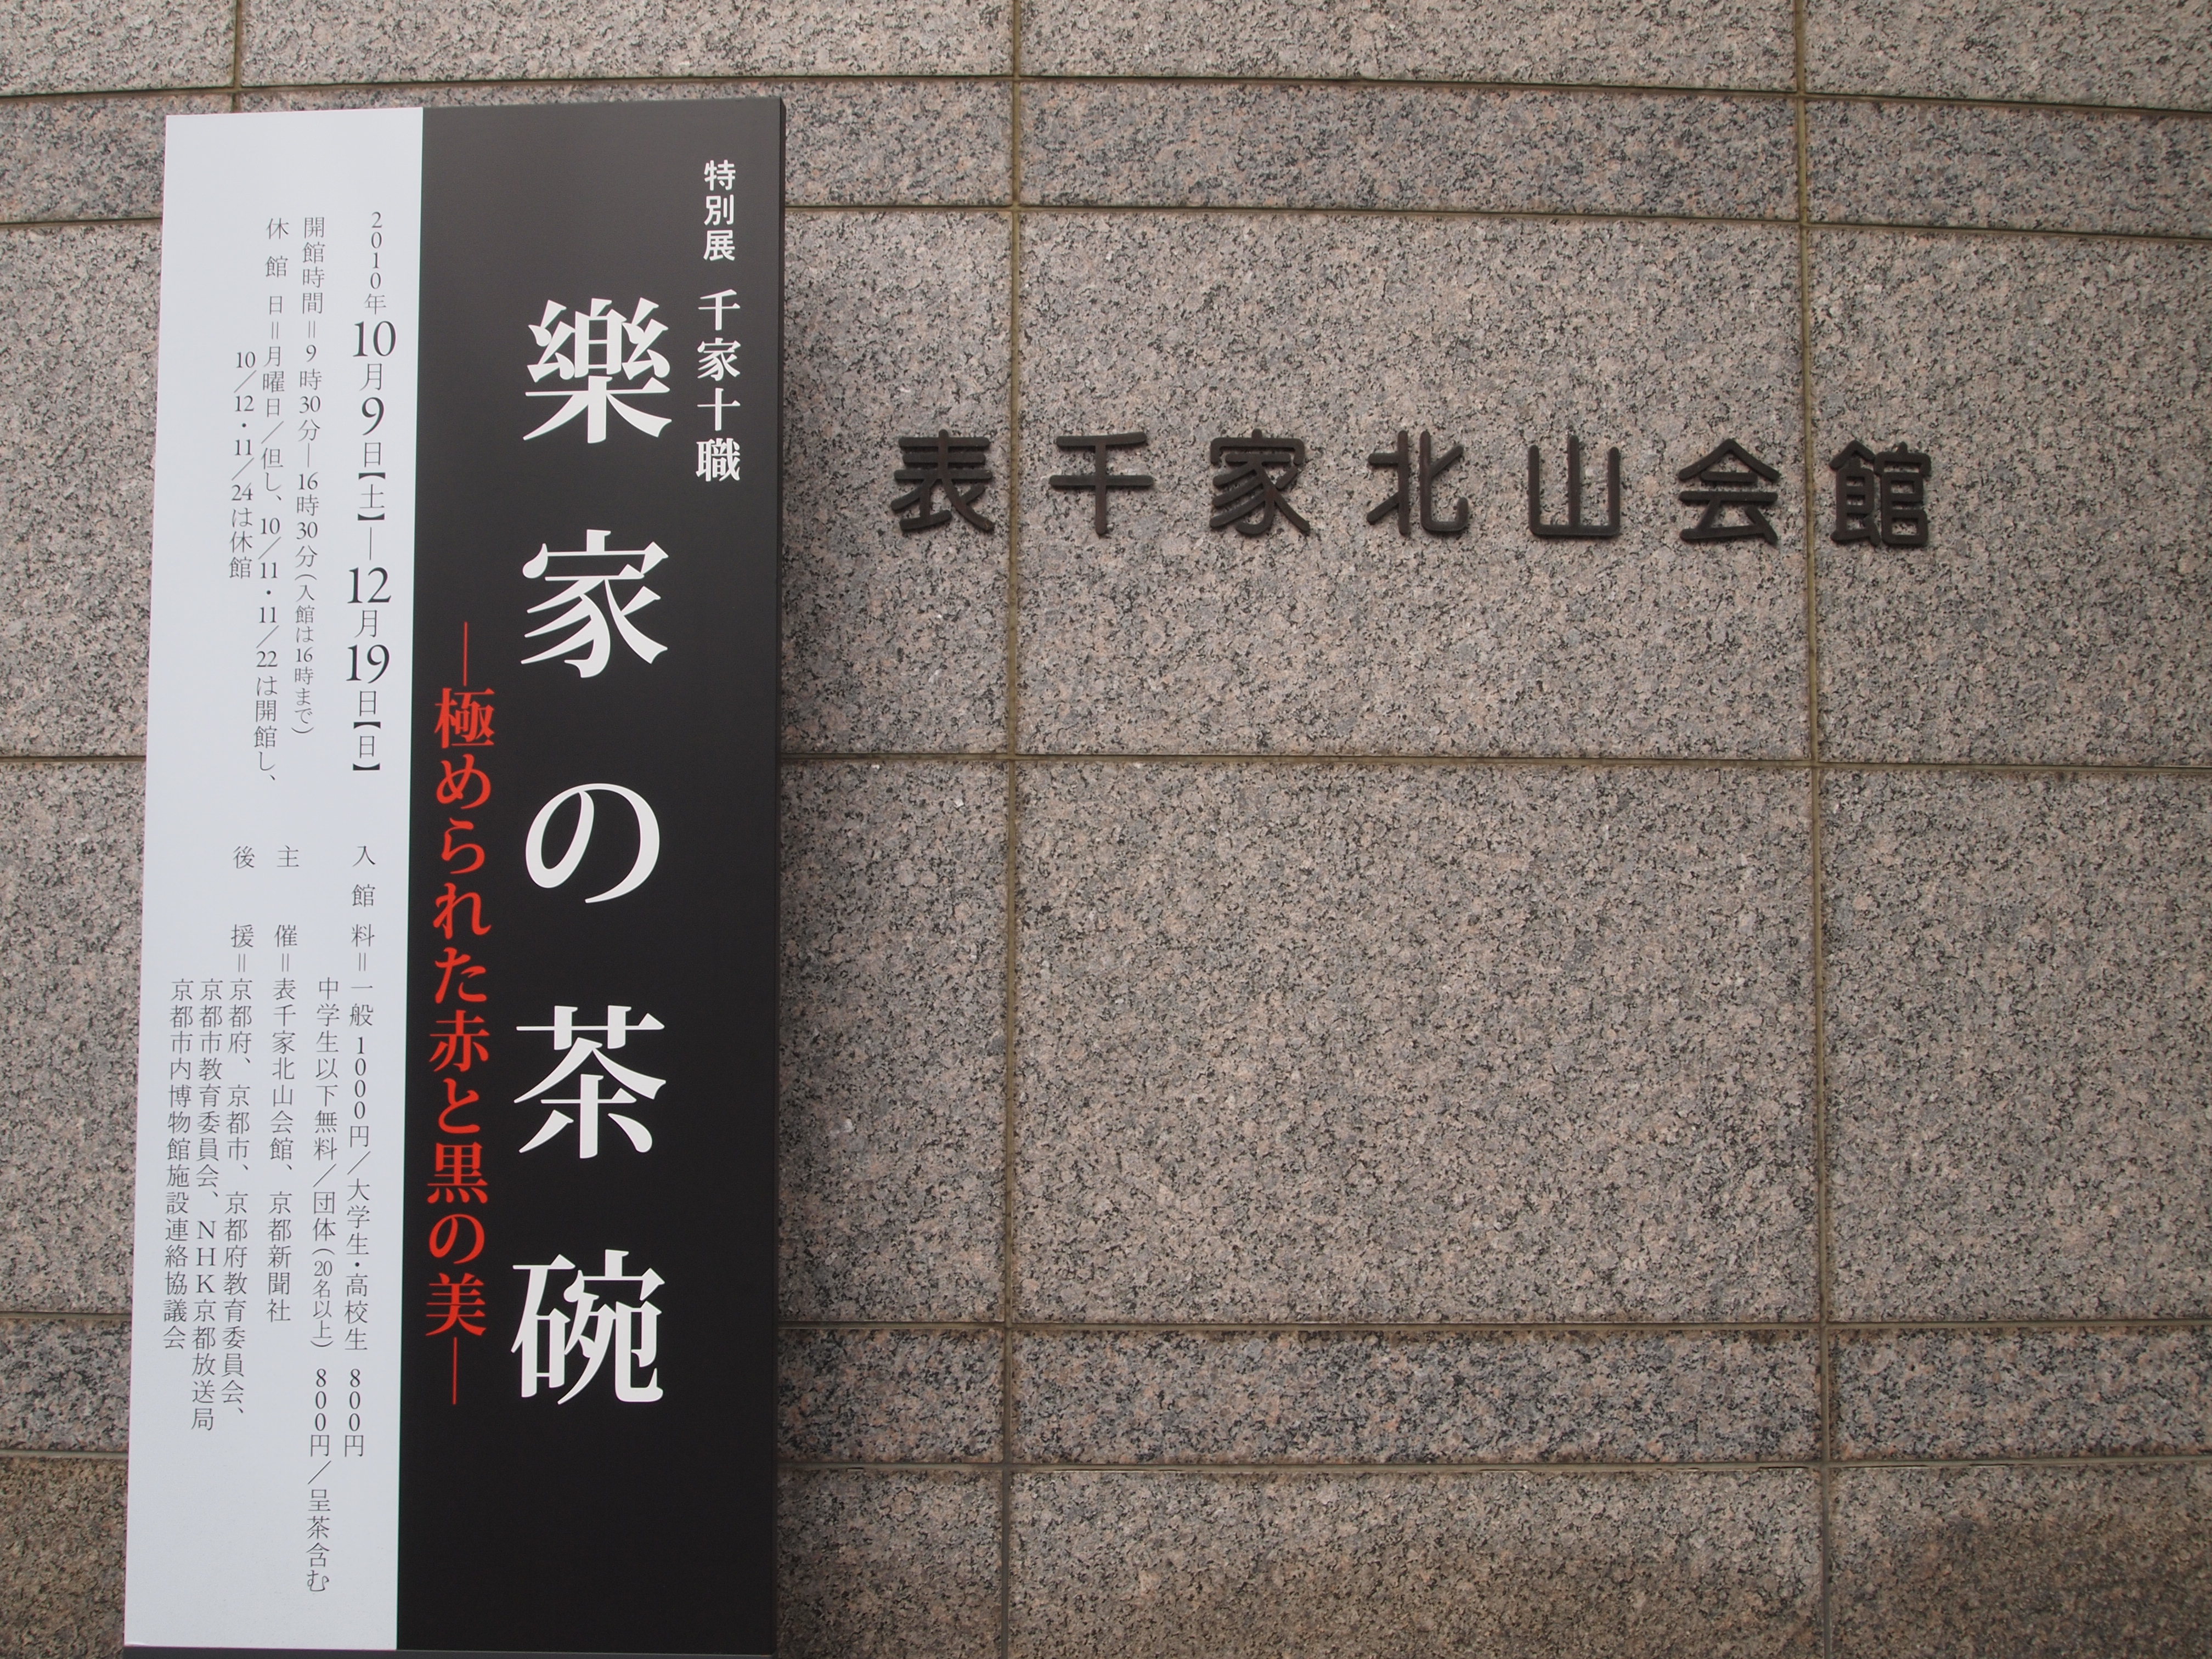 特別展 千家十職
樂家の茶碗
―極められた赤と黒の美―
2010年10月9日【土】―12月19日【日】
開館時間=9時30分―16時30分(入館は16時まで)
休館日=月曜日/但し、10/11・11/22は開館し、
10/12・11/24は休館
入館料=一般 1000円/大学生・高校生 800円
中学生以下無料/団体(20名以上) 800円/呈茶含む
主催=表千家北山会館、京都新聞社
後援=京都府、京都市、京都府教育委員会、
京都市教育委員会、NHK京都放送局
京都市内博物館施設連絡協議会
表千家北山会館